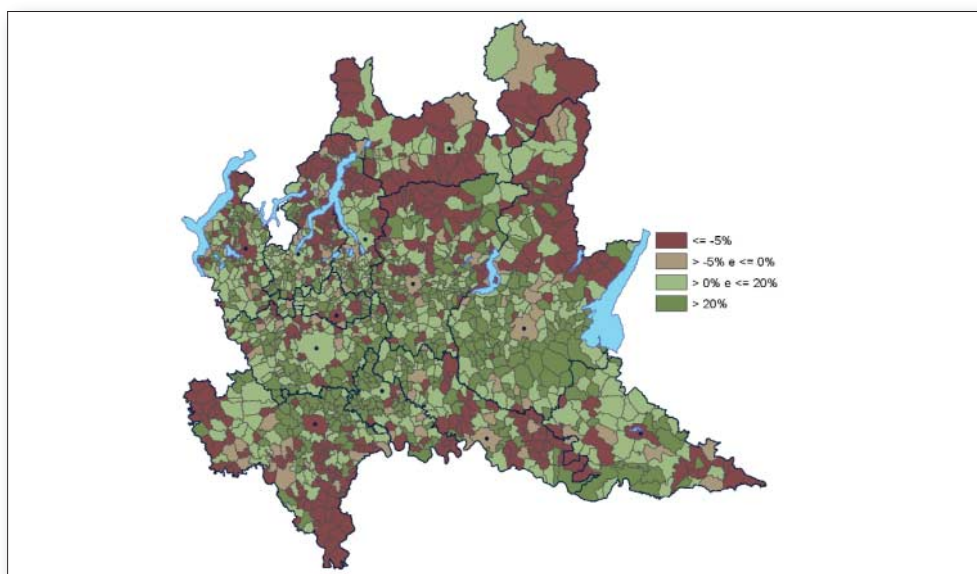 <= -5%
> -5% e <= 0%
> 0% e <= 20%
> 20%